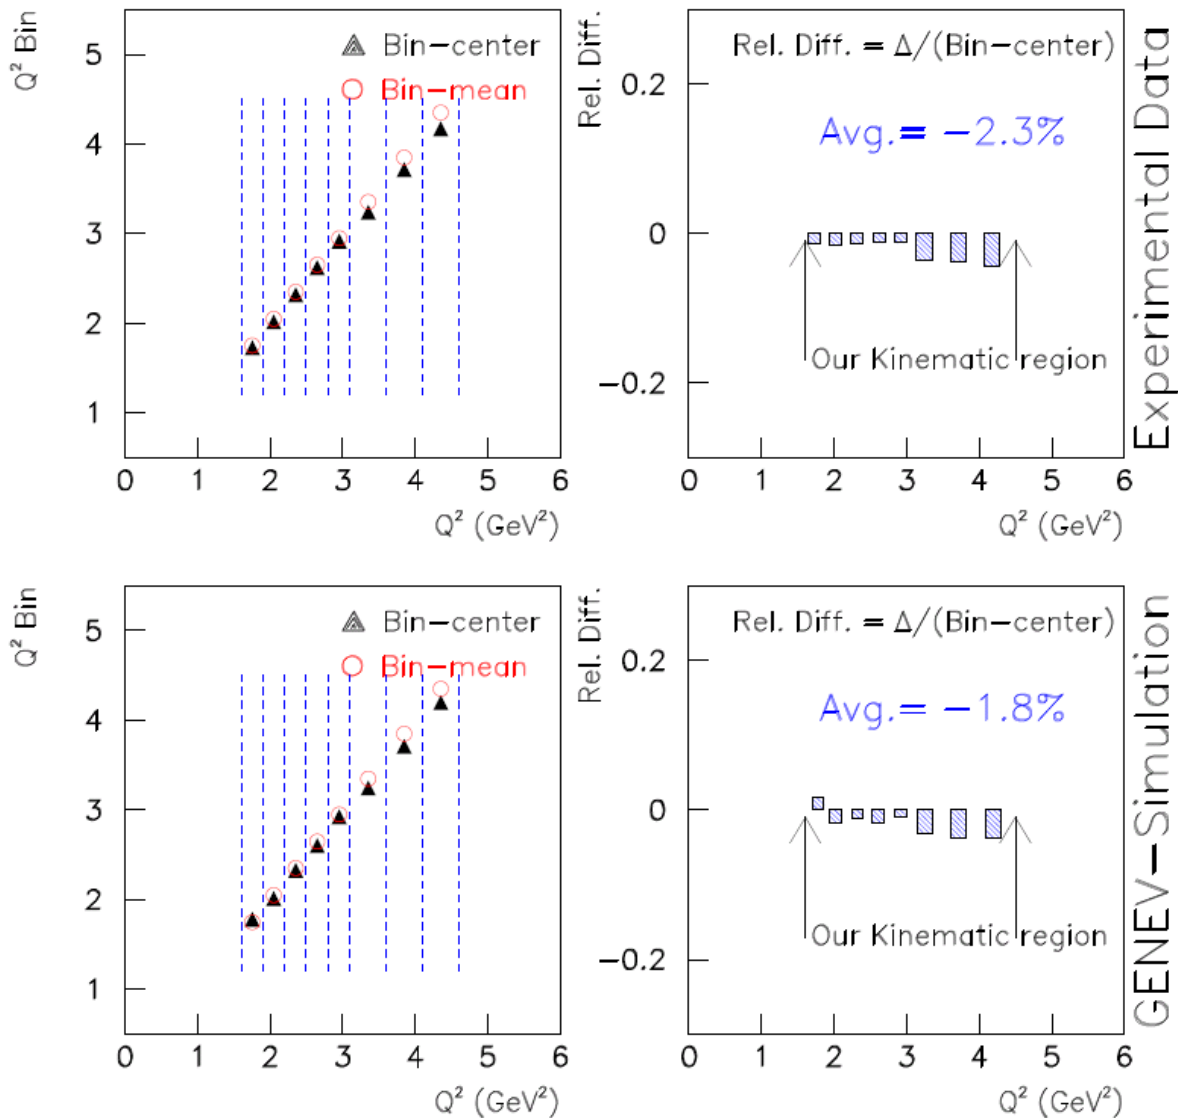 Q² Bin
5
4
3
2
1
0 1 2 3 4 5 6
Q² (GeV²)
Bin-center
Bin-mean
Rel. Diff.
0.2
0
-0.2
0 1 2 3 4 5 6
Q² (GeV²)
Rel. Diff. = Δ/(Bin-center)
Avg.= -2.3%
Our Kinematic region
Experimental Data
Q² Bin
5
4
3
2
1
0 1 2 3 4 5 6
Q² (GeV²)
Bin-center
Bin-mean
Rel. Diff.
0.2
0
-0.2
0 1 2 3 4 5 6
Q² (GeV²)
Rel. Diff. = Δ/(Bin-center)
Avg.= -1.8%
Our Kinematic region
GENEV-Simulation